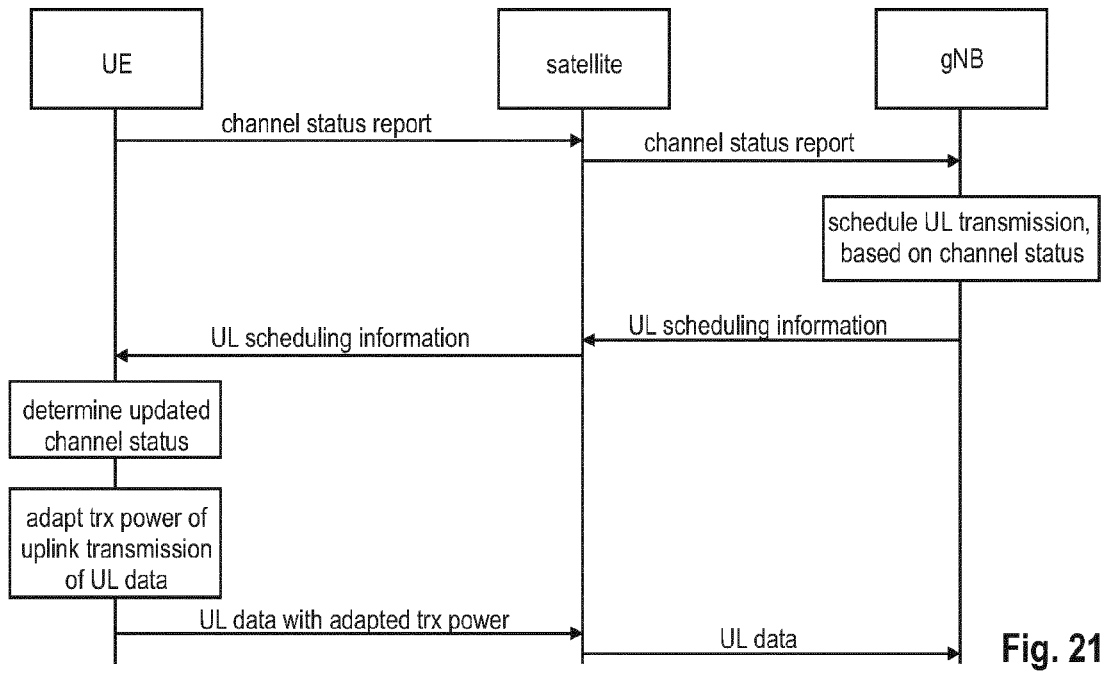 UE
satellite
gNB
channel status report
channel status report
schedule UL transmission,
based on channel status
UL scheduling information
UL scheduling information
determine updated
channel status
adapt trx power of
uplink transmission
of UL data
UL data with adapted trx power
UL data
Fig. 21